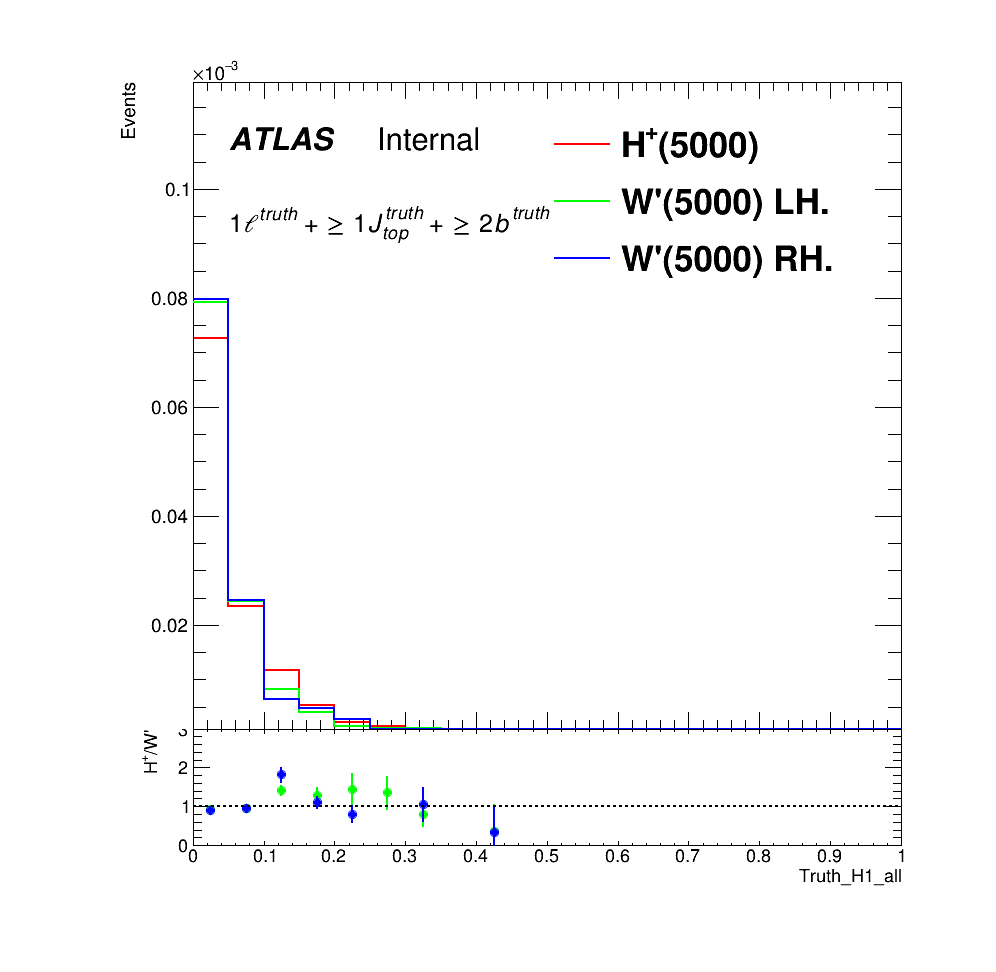 ×10⁻³
Events
ATLAS Internal
H⁺(5000)
W'(5000) LH.
W'(5000) RH.
1ℓ^truth + ≥ 1J_top^truth + ≥ 2b^truth
0.1
0.08
0.06
0.04
0.02
H⁺/W'
3
2
1
0
0 0.1 0.2 0.3 0.4 0.5 0.6 0.7 0.8 0.9 1
Truth_H1_all